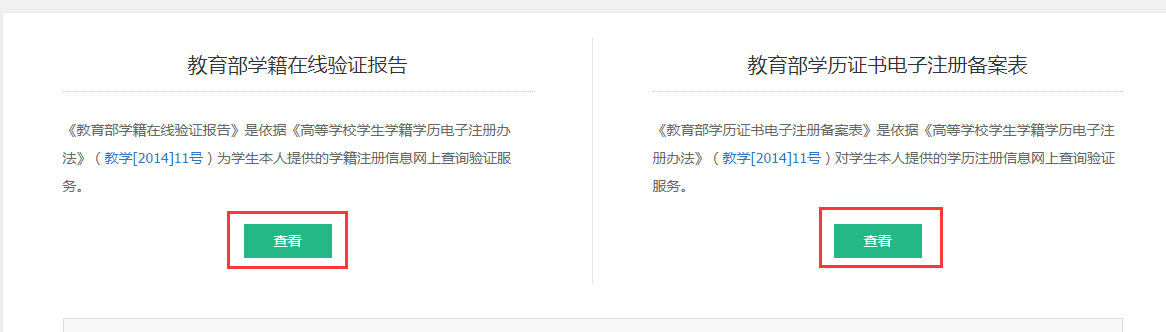 教育部学籍在线验证报告
《教育部学籍在线验证报告》是依据《高等学校学生学籍学历电子注册办
法》（教学[2014]11号）为学生本人提供的学籍注册信息网上查询验证服
务。
查看
教育部学历证书电子注册备案表
《教育部学历证书电子注册备案表》是依据《高等学校学生学籍学历电子注
册办法》（教学[2014]11号）对学生本人提供的学历注册信息网上查询验证
服务。
查看